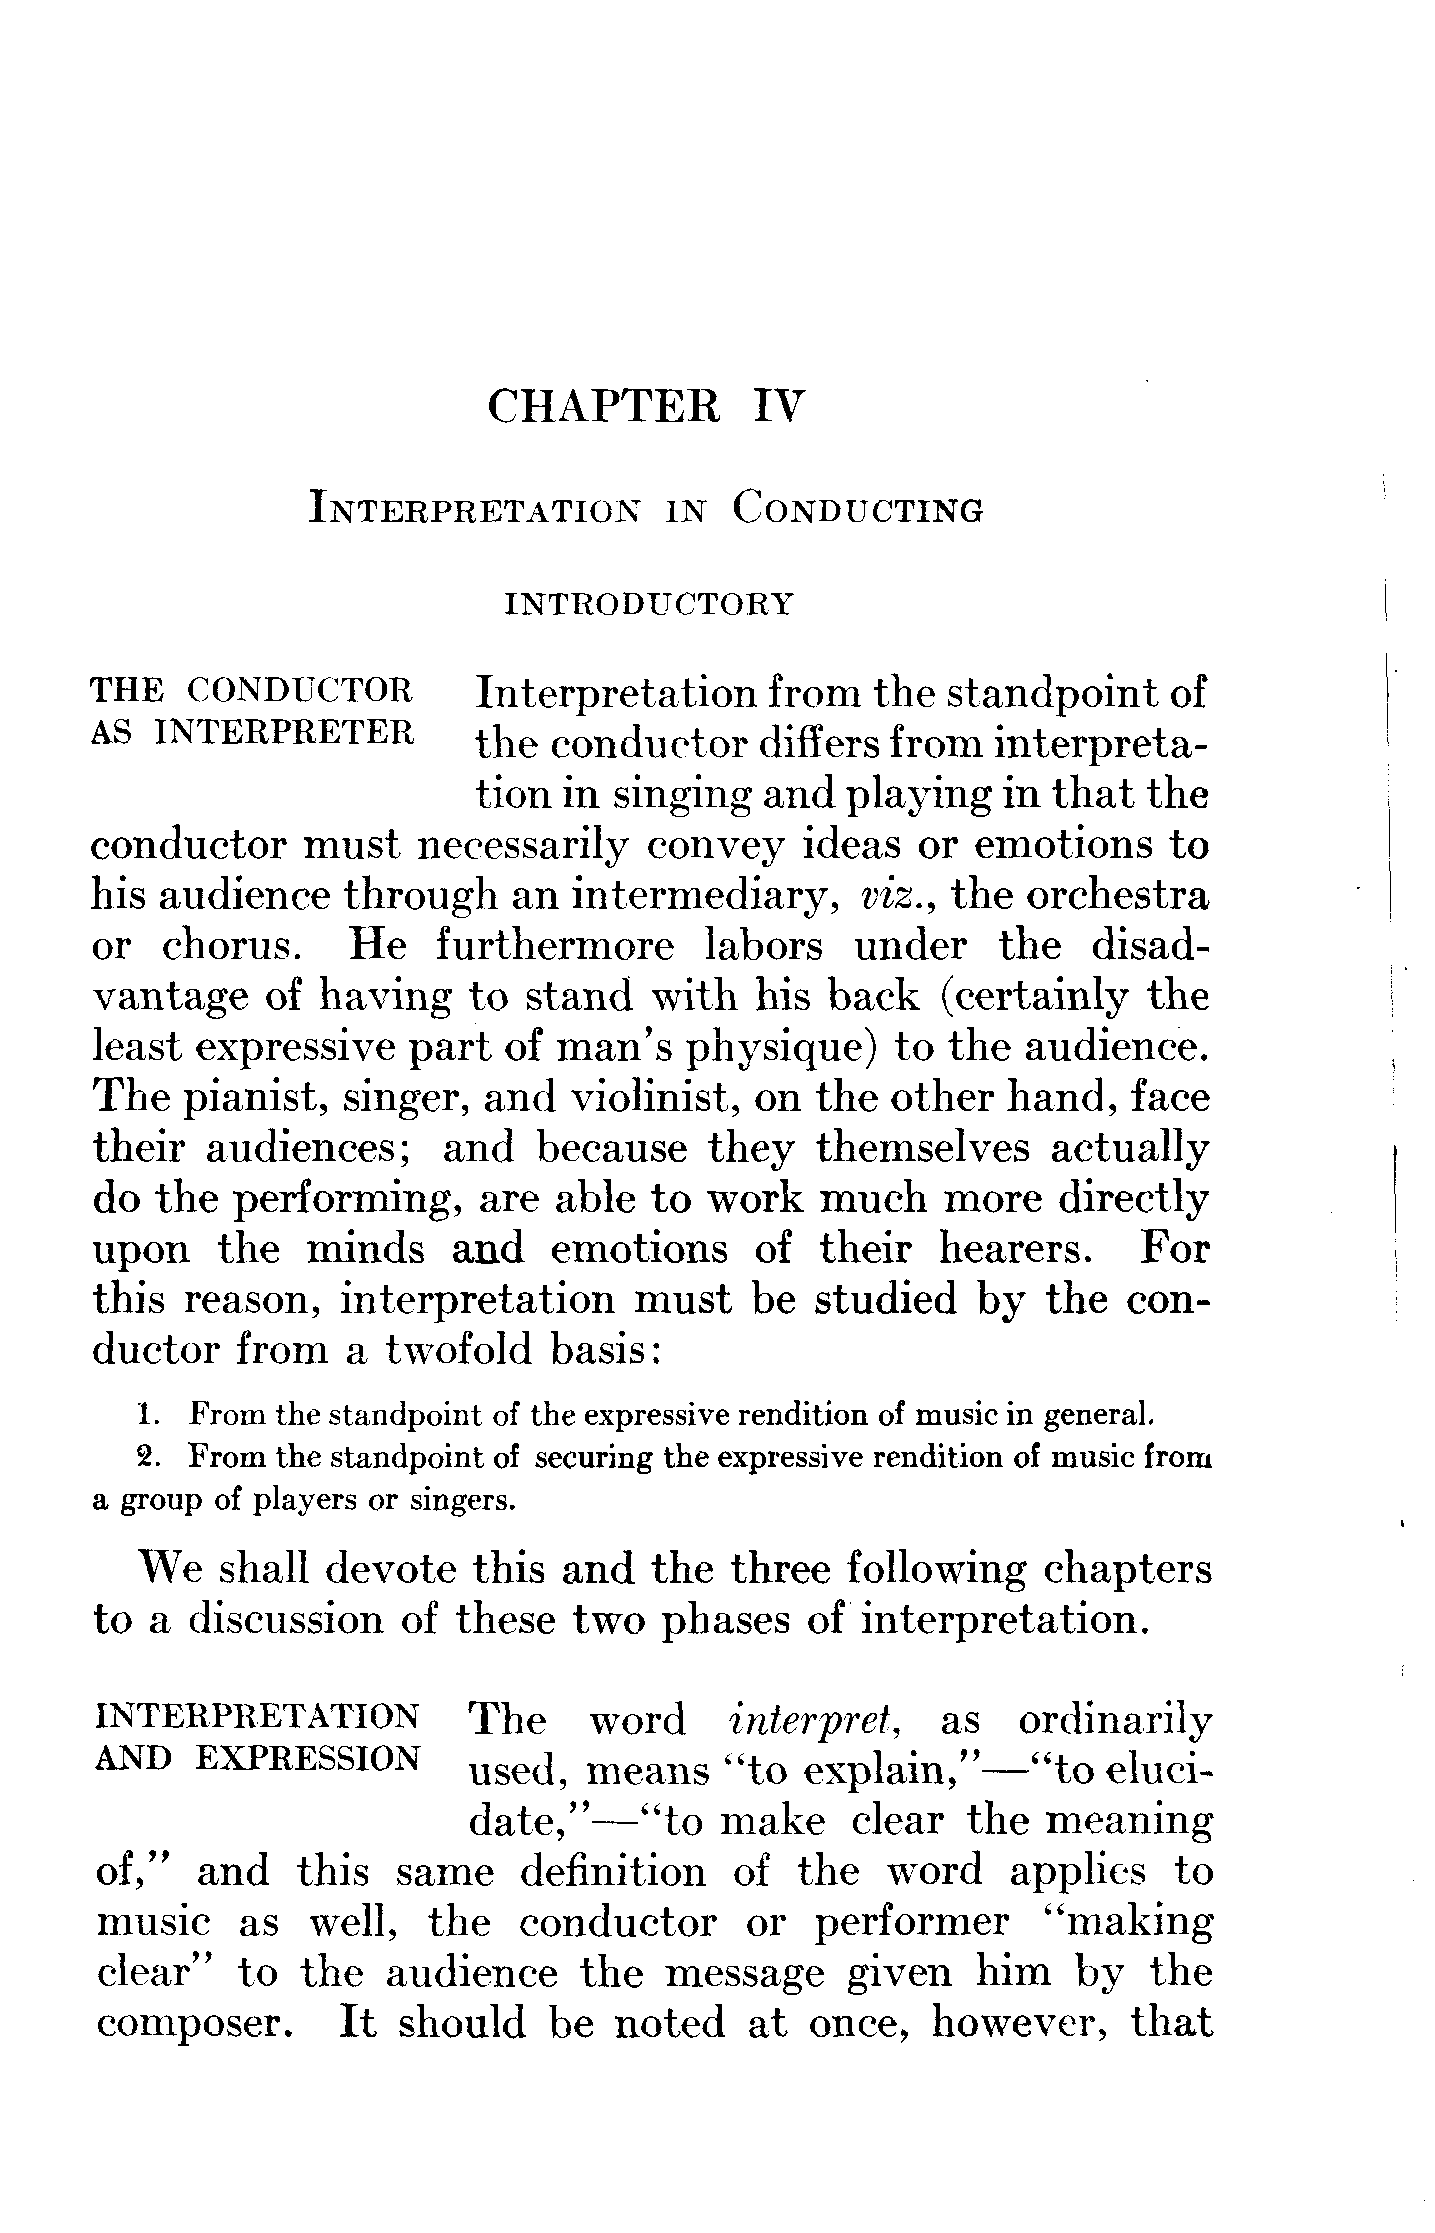 CHAPTER IV
INTERPRETATION IN CONDUCTING
INTRODUCTORY
THE CONDUCTOR
AS INTERPRETER
Interpretation from the standpoint of
the conductor differs from interpreta-
tion in singing and playing in that the
conductor must necessarily convey ideas or emotions to
his audience through an intermediary, viz., the orchestra
or chorus. He furthermore labors under the disad-
vantage of having to stand with his back (certainly the
least expressive part of man's physique) to the audience.
The pianist, singer, and violinist, on the other hand, face
their audiences; and because they themselves actually
do the performing, are able to work much more directly
upon the minds and emotions of their hearers. For
this reason, interpretation must be studied by the con-
ductor from a twofold basis:
1. From the standpoint of the expressive rendition of music in general.
2. From the standpoint of securing the expressive rendition of music from
a group of players or singers.
We shall devote this and the three following chapters
to a discussion of these two phases of interpretation.
INTERPRETATION
AND EXPRESSION
The word interpret, as ordinarily
used, means “to explain,”—“to eluci-
date,”—“to make clear the meaning
of,” and this same definition of the word applies to
music as well, the conductor or performer “making
clear” to the audience the message given him by the
composer. It should be noted at once, however, that